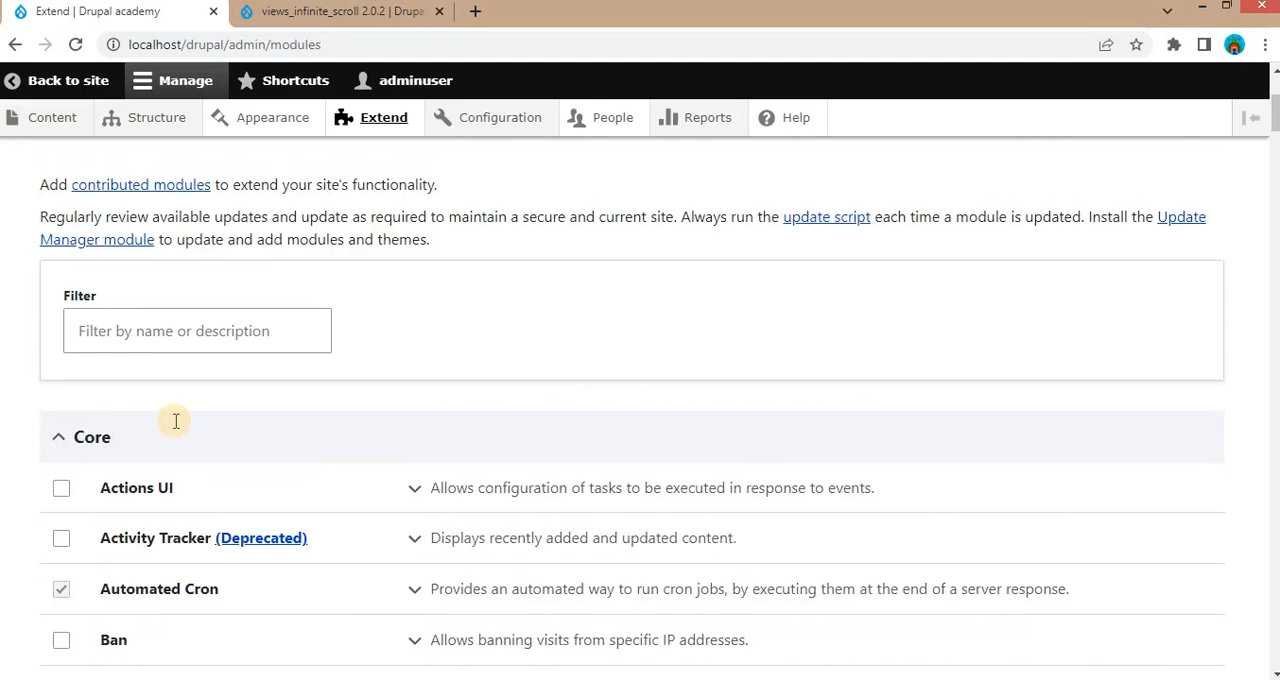 Extend | Drupal academy
views_infinite_scroll 2.0.2 | Drupa
localhost/drupal/admin/modules
Back to site Manage Shortcuts adminuser
Content Structure Appearance Extend Configuration People Reports Help
Add contributed modules to extend your site's functionality.
Regularly review available updates and update as required to maintain a secure and current site. Always run the update script each time a module is updated. Install the Update
Manager module to update and add modules and themes.
Filter
Filter by name or description
Core
Actions UI Allows configuration of tasks to be executed in response to events.
Activity Tracker (Deprecated) Displays recently added and updated content.
Automated Cron Provides an automated way to run cron jobs, by executing them at the end of a server response.
Ban Allows banning visits from specific IP addresses.